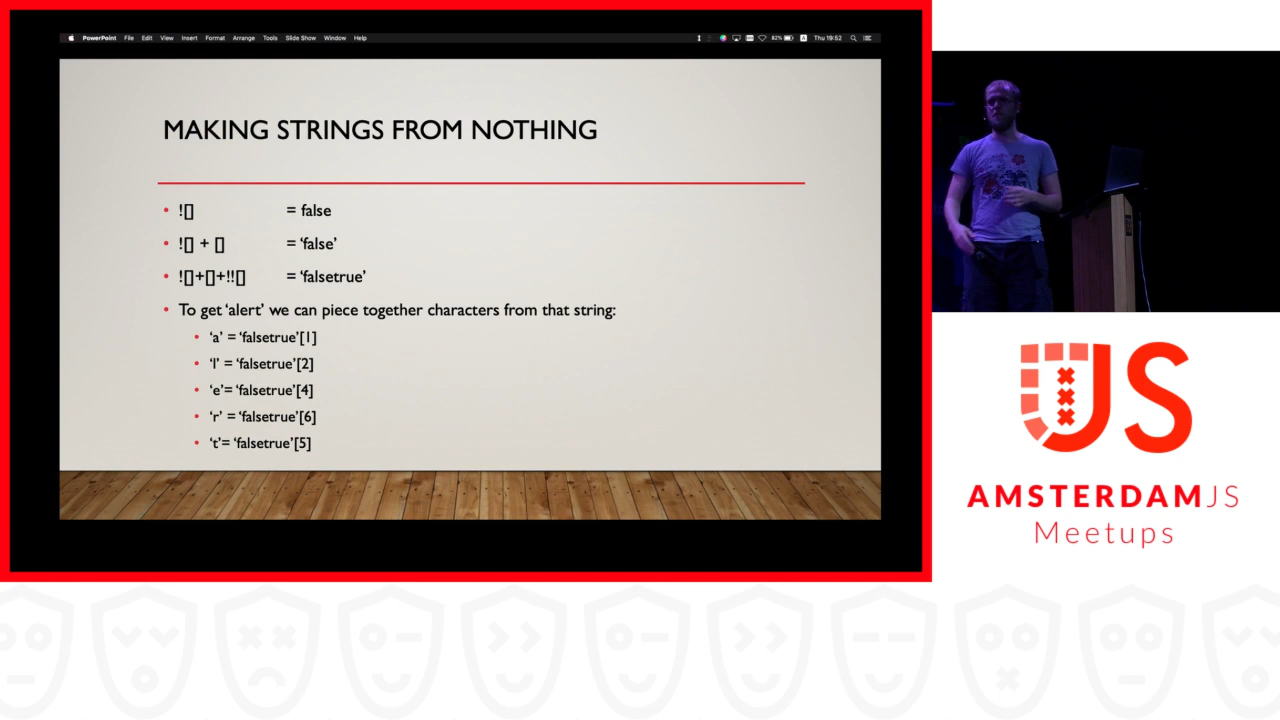 PowerPoint File Edit View Insert Format Arrange Tools Slide Show Window Help 82% A Thu 19:52
MAKING STRINGS FROM NOTHING
• ![] = false
• ![] + [] = ‘false’
• ![]+[]+!![] = ‘falsetrue’
• To get ‘alert’ we can piece together characters from that string:
• ‘a’ = ‘falsetrue’[1]
• ‘l’ = ‘falsetrue’[2]
• ‘e’= ‘falsetrue’[4]
• ‘r’ = ‘falsetrue’[6]
• ‘t’= ‘falsetrue’[5]
JS
AMSTERDAMJS
Meetups